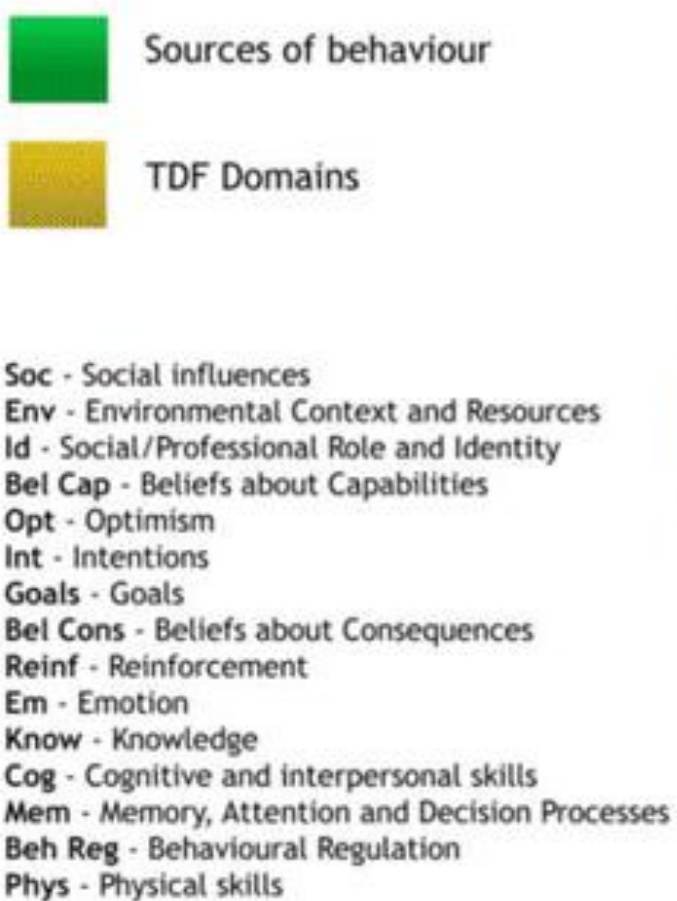 Sources of behaviour
TDF Domains
Soc - Social influences
Env - Environmental Context and Resources
Id - Social/Professional Role and Identity
Bel Cap - Beliefs about Capabilities
Opt - Optimism
Int - Intentions
Goals - Goals
Bel Cons - Beliefs about Consequences
Reinf - Reinforcement
Em - Emotion
Know - Knowledge
Cog - Cognitive and interpersonal skills
Mem - Memory, Attention and Decision Processes
Beh Reg - Behavioural Regulation
Phys - Physical skills